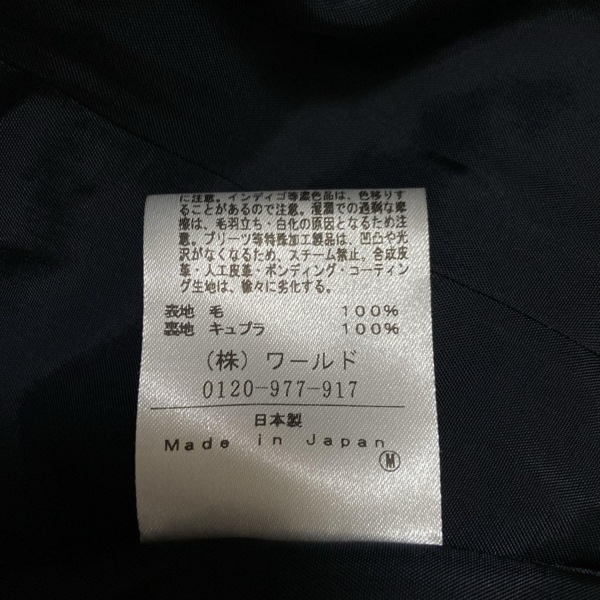 に注意。インディゴ等濃色品は、色移りす
ることがあるので注意。湿潤での過剰な摩
擦は、毛羽立ち・白化の原因となるため注
意。プリーツ等特殊加工製品は、凹凸や光
沢がなくなるため、スチーム禁止。合成皮
革・人工皮革・ボンディング・コーティン
グ生地は、徐々に劣化する。
表地 毛 100%
裏地 キュプラ 100%
(株)ワールド
0120-977-917
日本製
Made in Japan
M